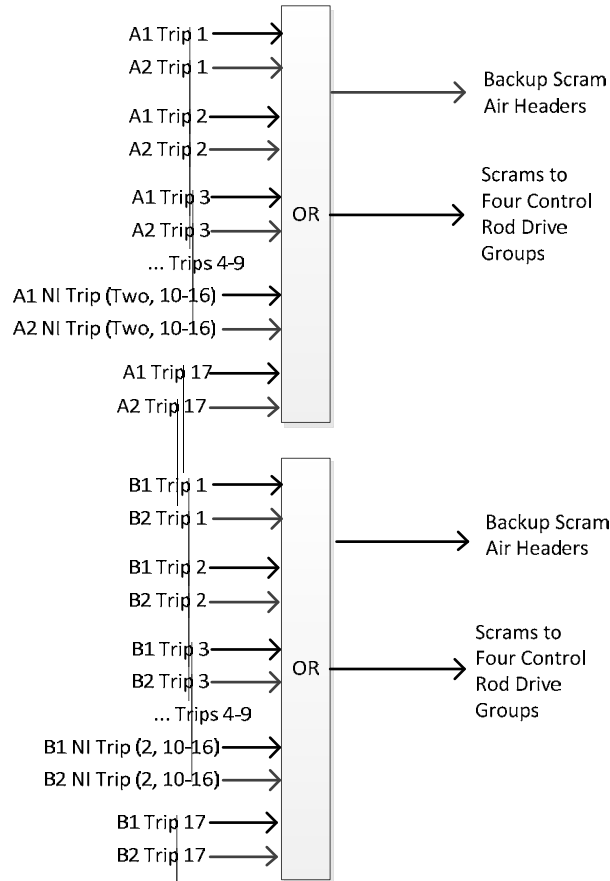 A1 Trip 1
A2 Trip 1
A1 Trip 2
A2 Trip 2
A1 Trip 3
A2 Trip 3
... Trips 4-9
A1 NI Trip (Two, 10-16)
A2 NI Trip (Two, 10-16)
A1 Trip 17
A2 Trip 17
OR
Backup Scram
Air Headers
Scrams to
Four Control
Rod Drive
Groups
B1 Trip 1
B2 Trip 1
B1 Trip 2
B2 Trip 2
B1 Trip 3
B2 Trip 3
... Trips 4-9
B1 NI Trip (2, 10-16)
B2 NI Trip (2, 10-16)
B1 Trip 17
B2 Trip 17
OR
Backup Scram
Air Headers
Scrams to
Four Control
Rod Drive
Groups